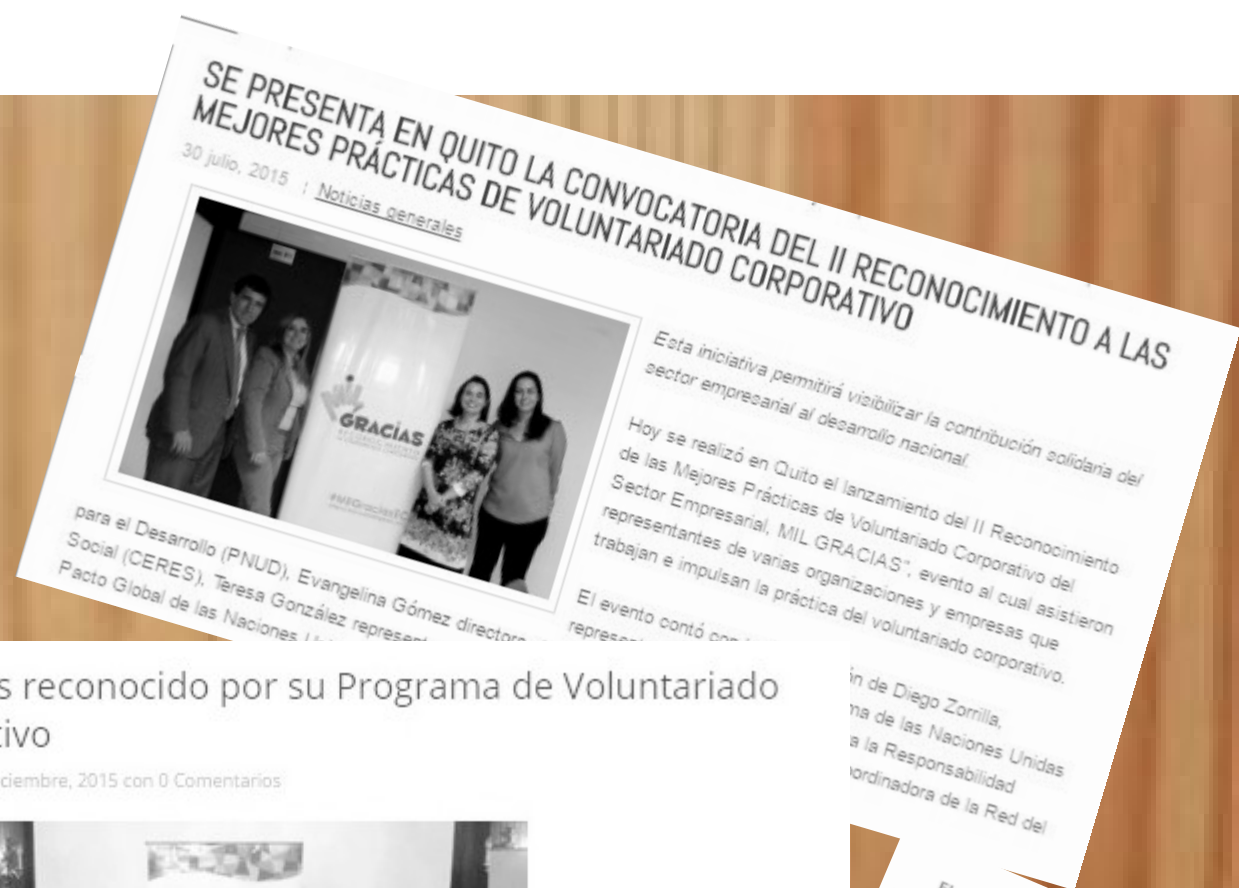 SE PRESENTA EN QUITO LA CONVOCATORIA DEL II RECONOCIMIENTO A LAS
MEJORES PRÁCTICAS DE VOLUNTARIADO CORPORATIVO
30 julio, 2015 | Noticias generales
GRACIAS
Esta iniciativa permitirá visibilizar la contribución solidaria del
sector empresarial al desarrollo nacional.
Hoy se realizó en Quito el lanzamiento del II Reconocimiento
de las Mejores Prácticas de Voluntariado Corporativo del
Sector Empresarial, MIL GRACIAS", evento al cual asistieron
representantes de varias organizaciones y empresas que
trabajan e impulsan la práctica del voluntariado corporativo.
El evento contó con
ón de Diego Zorrilla,
ma de las Naciones Unidas
a la Responsabilidad
ordinadora de la Red del
para el Desarrollo (PNUD), Evangelina Gómez directora
Social (CERES), Teresa González
Pacto Global de las Naciones
s reconocido por su Programa de Voluntariado
tivo
ciembre, 2015 con 0 Comentarios